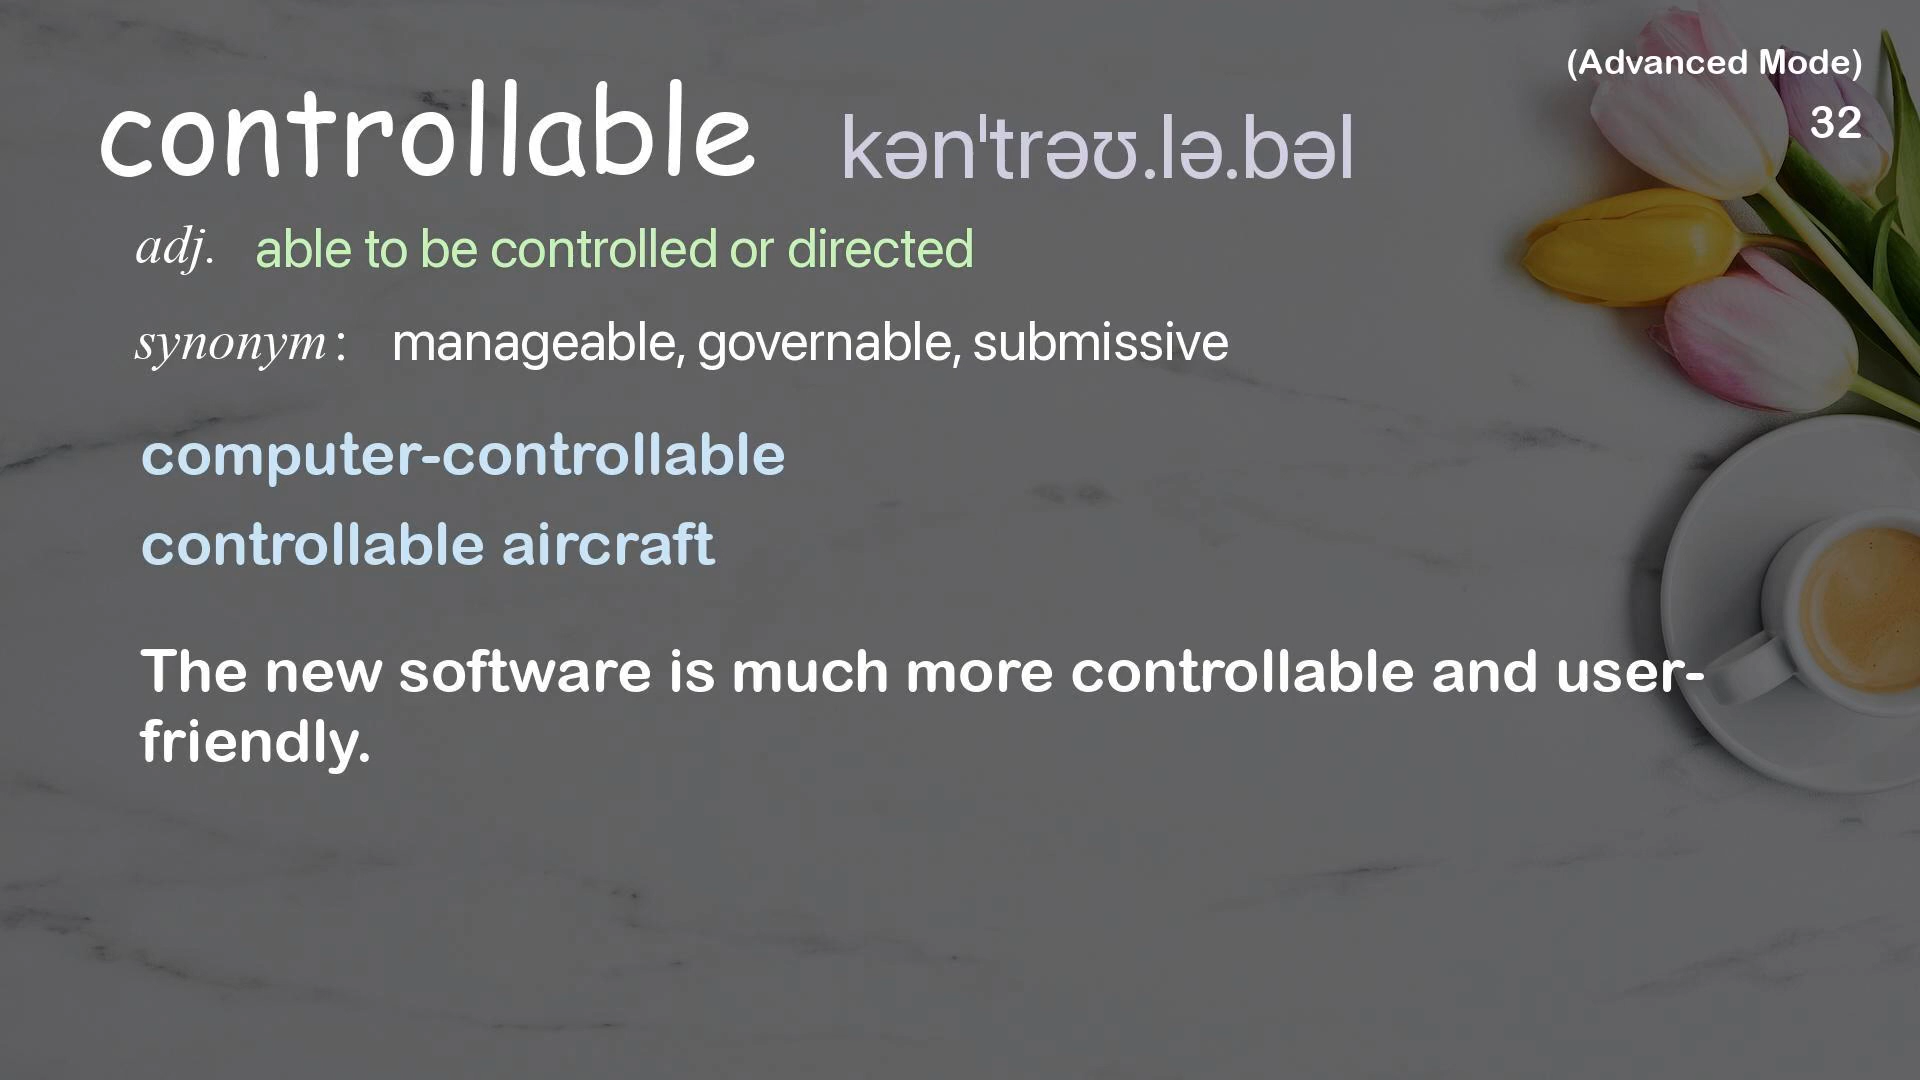 (Advanced Mode)
32
controllable kənˈtrəʊ.lə.bəl
adj. able to be controlled or directed
synonym: manageable, governable, submissive
computer-controllable
controllable aircraft
The new software is much more controllable and user-
friendly.